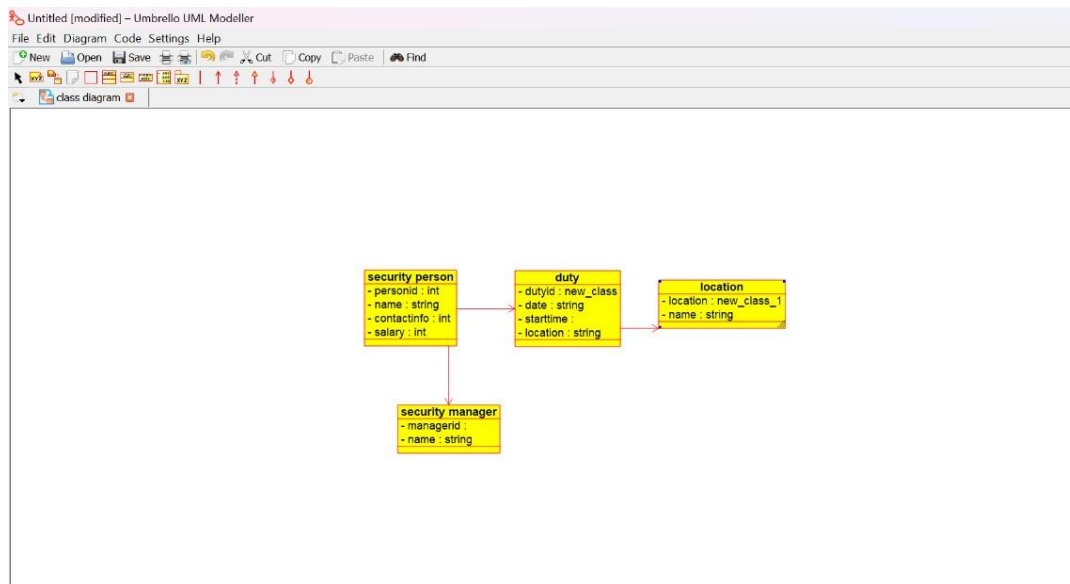 Untitled [modified] – Umbrello UML Modeller
File Edit Diagram Code Settings Help
New Open Save Cut Copy Paste Find
class diagram
security person
- personid : int
- name : string
- contactinfo : int
- salary : int
duty
- dutyid : new_class
- date : string
- starttime :
- location : string
location
- location : new_class_1
- name : string
security manager
- managerid :
- name : string